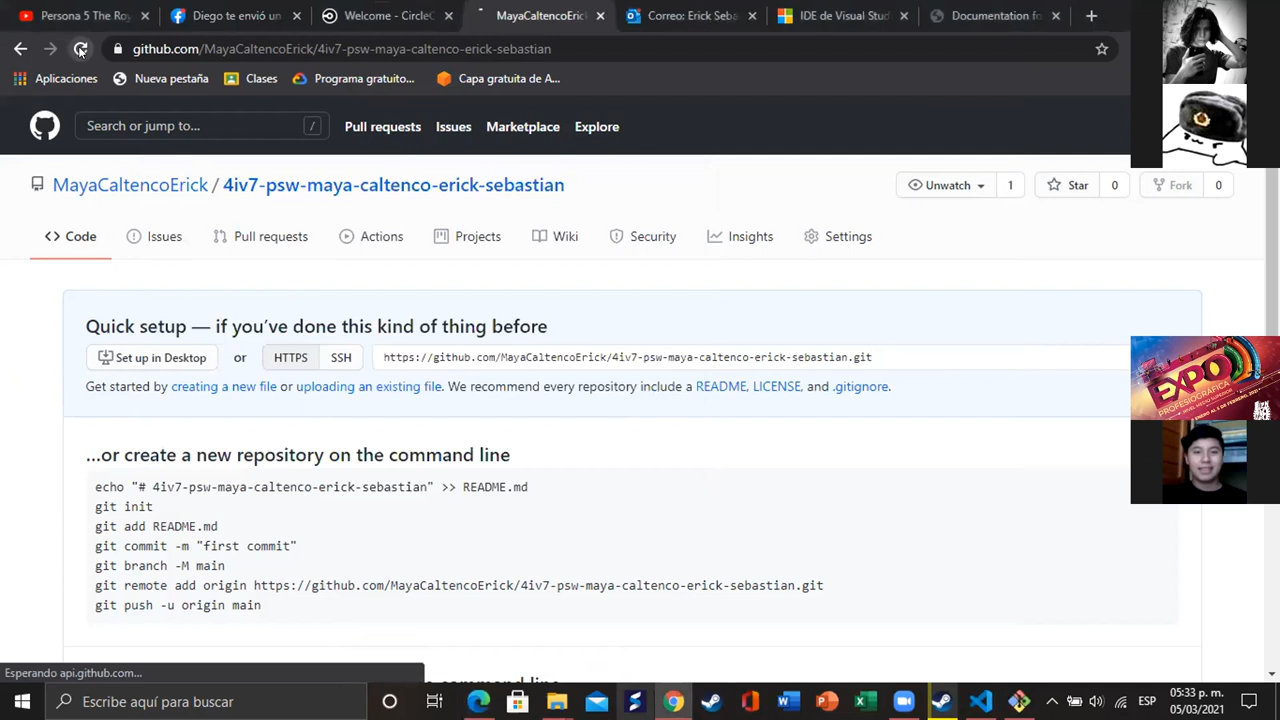 Persona 5 The Roy
Diego te envió un
Welcome - CircleC
MayaCaltencoErick
Correo: Erick Seba
IDE de Visual Stud
Documentation fo
github.com/MayaCaltencoErick/4iv7-psw-maya-caltenco-erick-sebastian
Aplicaciones
Nueva pestaña
Clases
Programa gratuito...
Capa gratuita de A...
Search or jump to...
/
Pull requests
Issues
Marketplace
Explore
MayaCaltencoErick / 4iv7-psw-maya-caltenco-erick-sebastian
Unwatch
1
Star
0
Fork
0
<> Code
Issues
Pull requests
Actions
Projects
Wiki
Security
Insights
Settings
Quick setup — if you've done this kind of thing before
Set up in Desktop
or
HTTPS
SSH
https://github.com/MayaCaltencoErick/4iv7-psw-maya-caltenco-erick-sebastian.git
Get started by creating a new file or uploading an existing file. We recommend every repository include a README, LICENSE, and .gitignore.
EXPO
PROFESIOGRÁFICA
…or create a new repository on the command line
echo "# 4iv7-psw-maya-caltenco-erick-sebastian" >> README.md
git init
git add README.md
git commit -m "first commit"
git branch -M main
git remote add origin https://github.com/MayaCaltencoErick/4iv7-psw-maya-caltenco-erick-sebastian.git
git push -u origin main
Esperando api.github.com...
command line
Escribe aquí para buscar
ESP
05:33 p. m.
05/03/2021